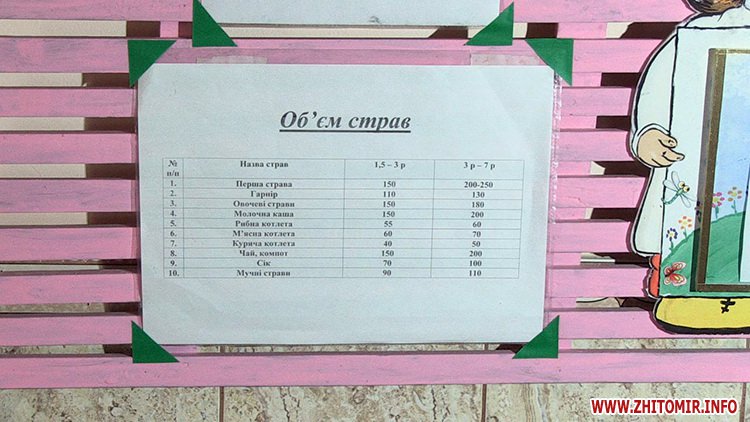 Об’єм страв
№ п/п Назва страв 1,5 – 3 р 3 р – 7 р
1. Перша страва 150 200-250
2. Гарнір 110 130
3. Овочеві страви 150 180
4. Молочна каша 150 200
5. Рибна котлета 55 60
6. М’ясна котлета 60 70
7. Куряча котлета 40 50
8. Чай, компот 150 200
9. Сік 70 100
10. Мучні страви 90 110
WWW.ZHITOMIR.INFO